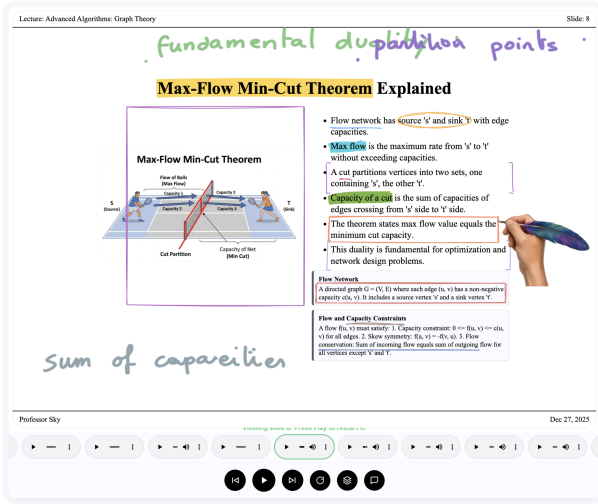 Lecture: Advanced Algorithms: Graph Theory
Slide: 8
fundamental duality
partition points
Max-Flow Min-Cut Theorem Explained
Max-Flow Min-Cut Theorem
Flow of Balls
(Max Flow)
Capacity 1
Capacity 2
Capacity 2
Capacity 3
S
(Source)
T
(Sink)
Cut Partition
Capacity of Net
(Min Cut)
• Flow network has source 's' and sink 't' with edge
capacities.
• Max flow is the maximum rate from 's' to 't'
without exceeding capacities.
• A cut partitions vertices into two sets, one
containing 's', the other 't'.
• Capacity of a cut is the sum of capacities of
edges crossing from 's' side to 't' side.
• The theorem states max flow value equals the
minimum cut capacity.
• This duality is fundamental for optimization and
network design problems.
Flow Network
A directed graph G = (V, E) where each edge (u, v) has a non-negative
capacity c(u, v). It includes a source vertex 's' and a sink vertex 't'.
Flow and Capacity Constraints
A flow f(u, v) must satisfy: 1. Capacity constraint: 0 <= f(u, v) <= c(u,
v) for all edges. 2. Skew symmetry: f(u, v) = -f(v, u). 3. Flow
conservation: Sum of incoming flow equals sum of outgoing flow for
all vertices except 's' and 't'.
sum of capacities
Professor Sky
Dec 27, 2025
Viewing slide 8. Press Play to restart it.